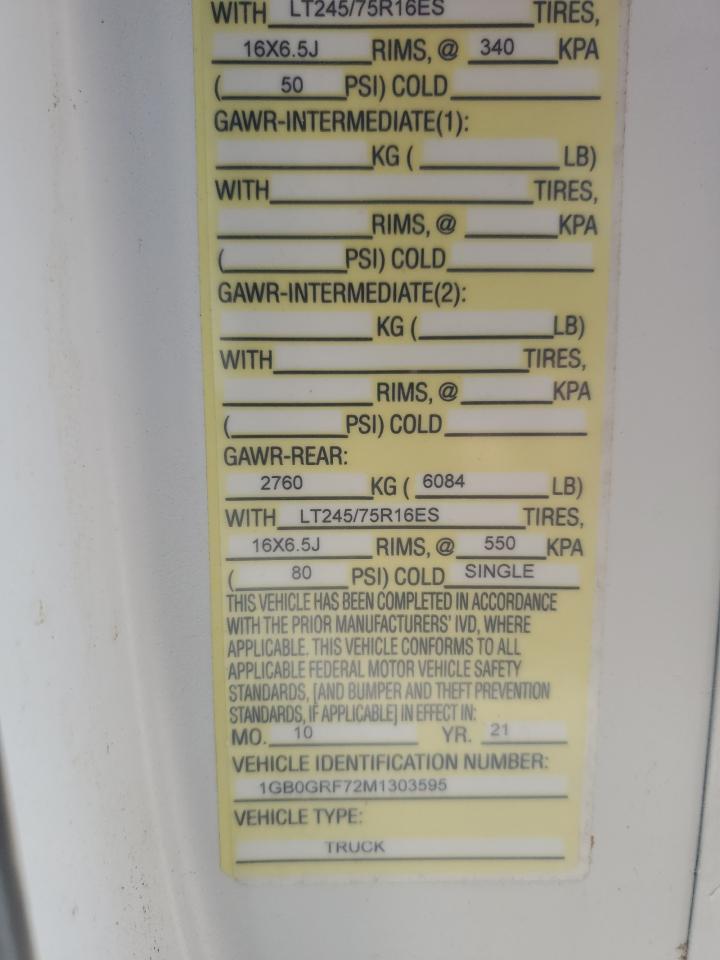 WITH LT245/75R16ES TIRES,
16X6.5J RIMS, @ 340 KPA
( 50 PSI) COLD
GAWR-INTERMEDIATE(1):
KG ( LB)
WITH TIRES,
RIMS, @ KPA
( PSI) COLD
GAWR-INTERMEDIATE(2):
KG ( LB)
WITH TIRES,
RIMS, @ KPA
( PSI) COLD
GAWR-REAR:
2760 KG ( 6084 LB)
WITH LT245/75R16ES TIRES,
16X6.5J RIMS, @ 550 KPA
( 80 PSI) COLD SINGLE
THIS VEHICLE HAS BEEN COMPLETED IN ACCORDANCE
WITH THE PRIOR MANUFACTURERS' IVD, WHERE
APPLICABLE. THIS VEHICLE CONFORMS TO ALL
APPLICABLE FEDERAL MOTOR VEHICLE SAFETY
STANDARDS, [AND BUMPER AND THEFT PREVENTION
STANDARDS, IF APPLICABLE] IN EFFECT IN:
MO. 10 YR. 21
VEHICLE IDENTIFICATION NUMBER:
1GB0GRF72M1303595
VEHICLE TYPE:
TRUCK